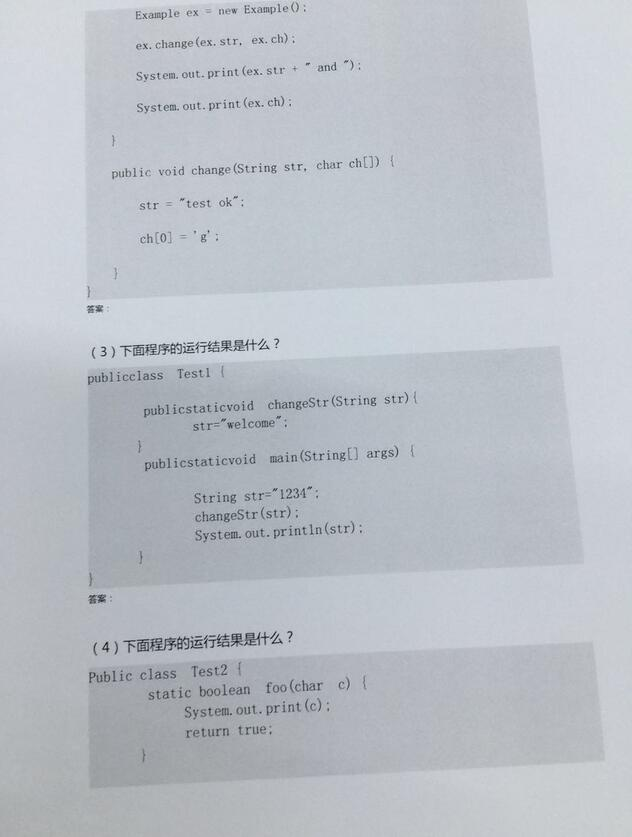 Example ex = new Example();
ex.change(ex.str, ex.ch);
System.out.print(ex.str + " and ");
System.out.print(ex.ch);
}
public void change(String str, char ch[]) {
str = "test ok";
ch[0] = 'g';
}
}
答案：
（3）下面程序的运行结果是什么？
publicclass Test1 {
publicstaticvoid changeStr(String str){
str="welcome";
}
publicstaticvoid main(String[] args) {
String str="1234";
changeStr(str);
System.out.println(str);
}
}
答案：
（4）下面程序的运行结果是什么？
Public class Test2 {
static boolean foo(char c) {
System.out.print(c);
return true;
}